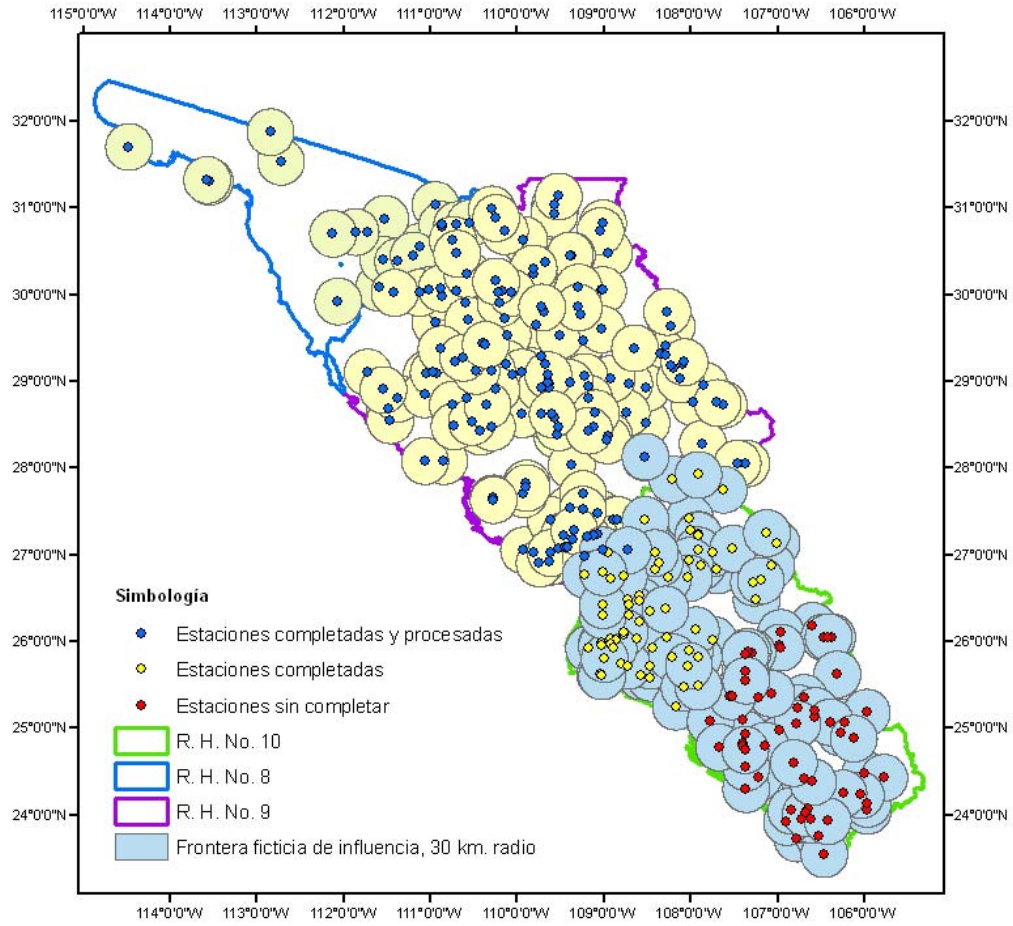 115°0'0"W 114°0'0"W 113°0'0"W 112°0'0"W 111°0'0"W 110°0'0"W 109°0'0"W 108°0'0"W 107°0'0"W 106°0'0"W
32°0'0"N 32°0'0"N
31°0'0"N 31°0'0"N
30°0'0"N 30°0'0"N
29°0'0"N 29°0'0"N
28°0'0"N 28°0'0"N
27°0'0"N 27°0'0"N
26°0'0"N 26°0'0"N
25°0'0"N 25°0'0"N
24°0'0"N 24°0'0"N
Simbología
Estaciones completadas y procesadas
Estaciones completadas
Estaciones sin completar
R. H. No. 10
R. H. No. 8
R. H. No. 9
Frontera ficticia de influencia, 30 km. radio
114°0'0"W 113°0'0"W 112°0'0"W 111°0'0"W 110°0'0"W 109°0'0"W 108°0'0"W 107°0'0"W 106°0'0"W